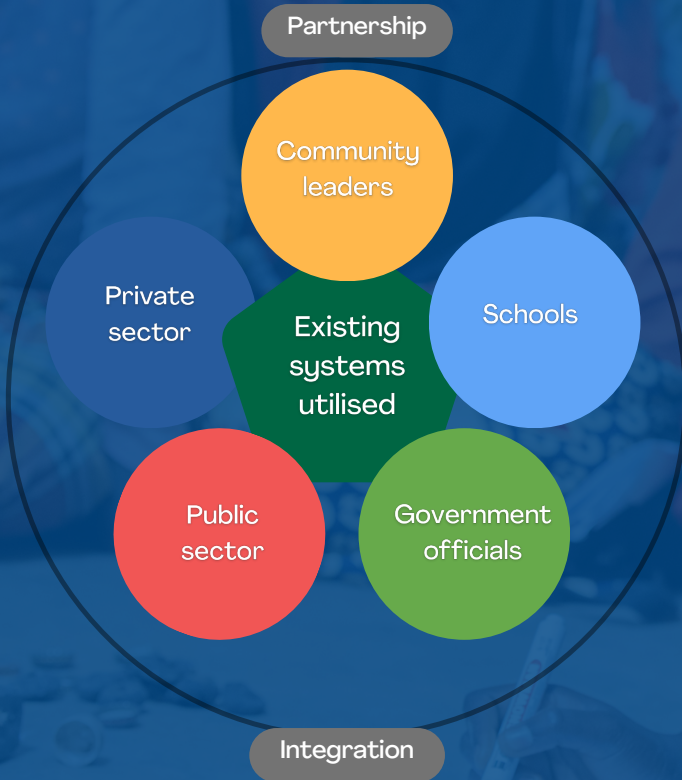 Partnership
Community
leaders
Private
sector
Schools
Existing
systems
utilised
Public
sector
Government
officials
Integration